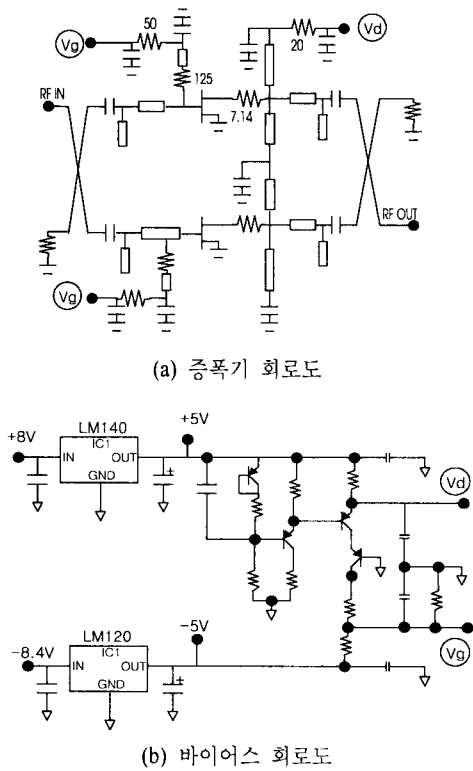 Vg
50
20
Vd
125
RF IN
7.14
RF OUT
Vg
(a) 증폭기 회로도
+8V
LM140
IC1
IN
OUT
GND
+5V
+
Vd
-8.4V
LM120
IC1
IN
OUT
GND
-5V
+
Vg
(b) 바이어스 회로도